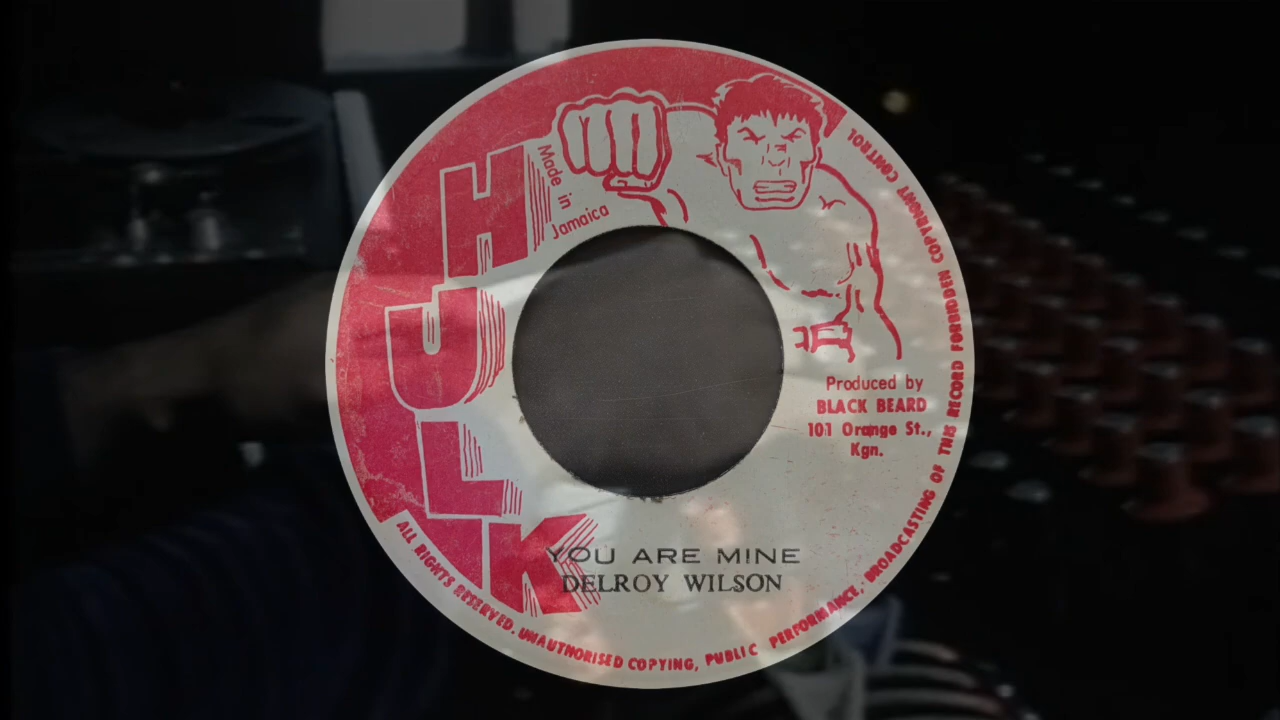 HULK
Made in
Jamaica
Produced by
BLACK BEARD
101 Orange St.,
Kgn.
YOU ARE MINE
DELROY WILSON
ALL RIGHTS RESERVED. UNAUTHORISED COPYING, PUBLIC PERFORMANCE, BROADCASTING OF THIS RECORD FORBIDDEN COPYRIGHT CONTROL